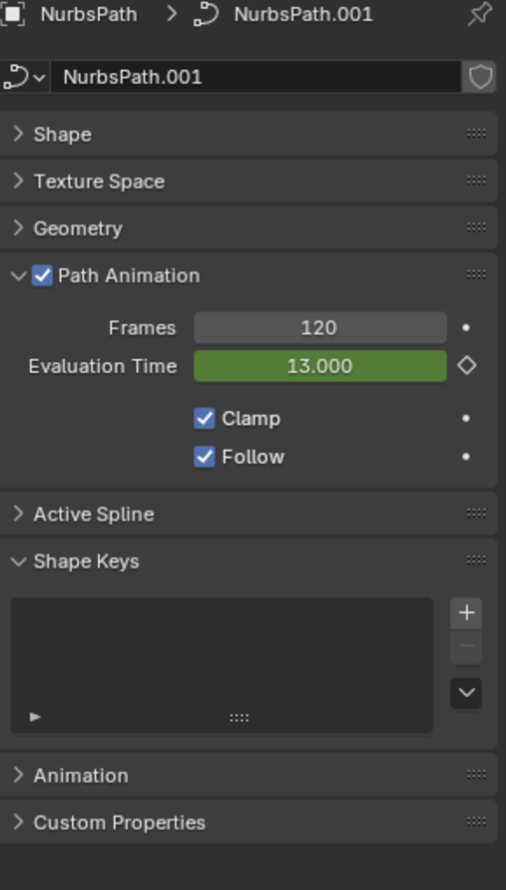 NurbsPath > NurbsPath.001
NurbsPath.001
Shape
Texture Space
Geometry
Path Animation
Frames 120
Evaluation Time 13.000
Clamp
Follow
Active Spline
Shape Keys
Animation
Custom Properties